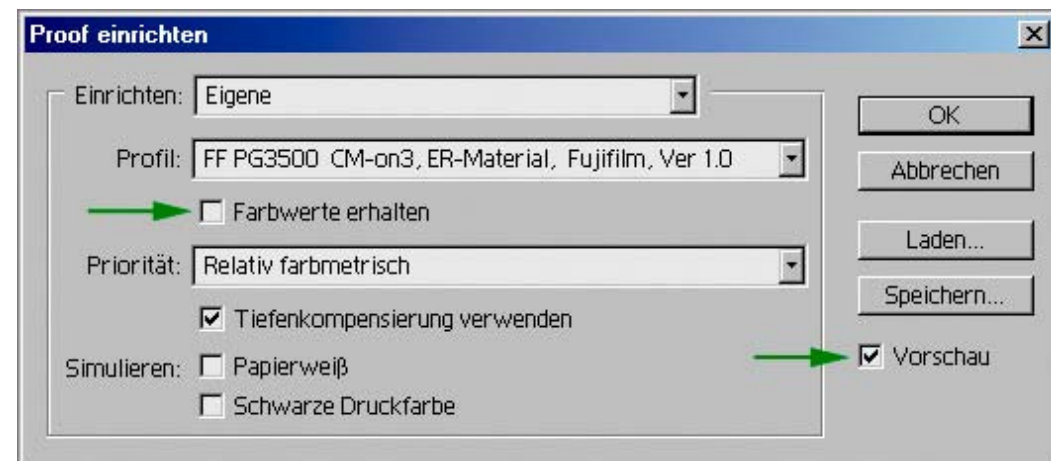 Proof einrichten
Einrichten: Eigene
Profil: FF PG3500 CM-on3, ER-Material, Fujifilm, Ver 1.0
Farbwerte erhalten
Priorität: Relativ farbmetrisch
Tiefenkompensierung verwenden
Simulieren: Papierweiß
Schwarze Druckfarbe
OK
Abbrechen
Laden...
Speichern...
Vorschau